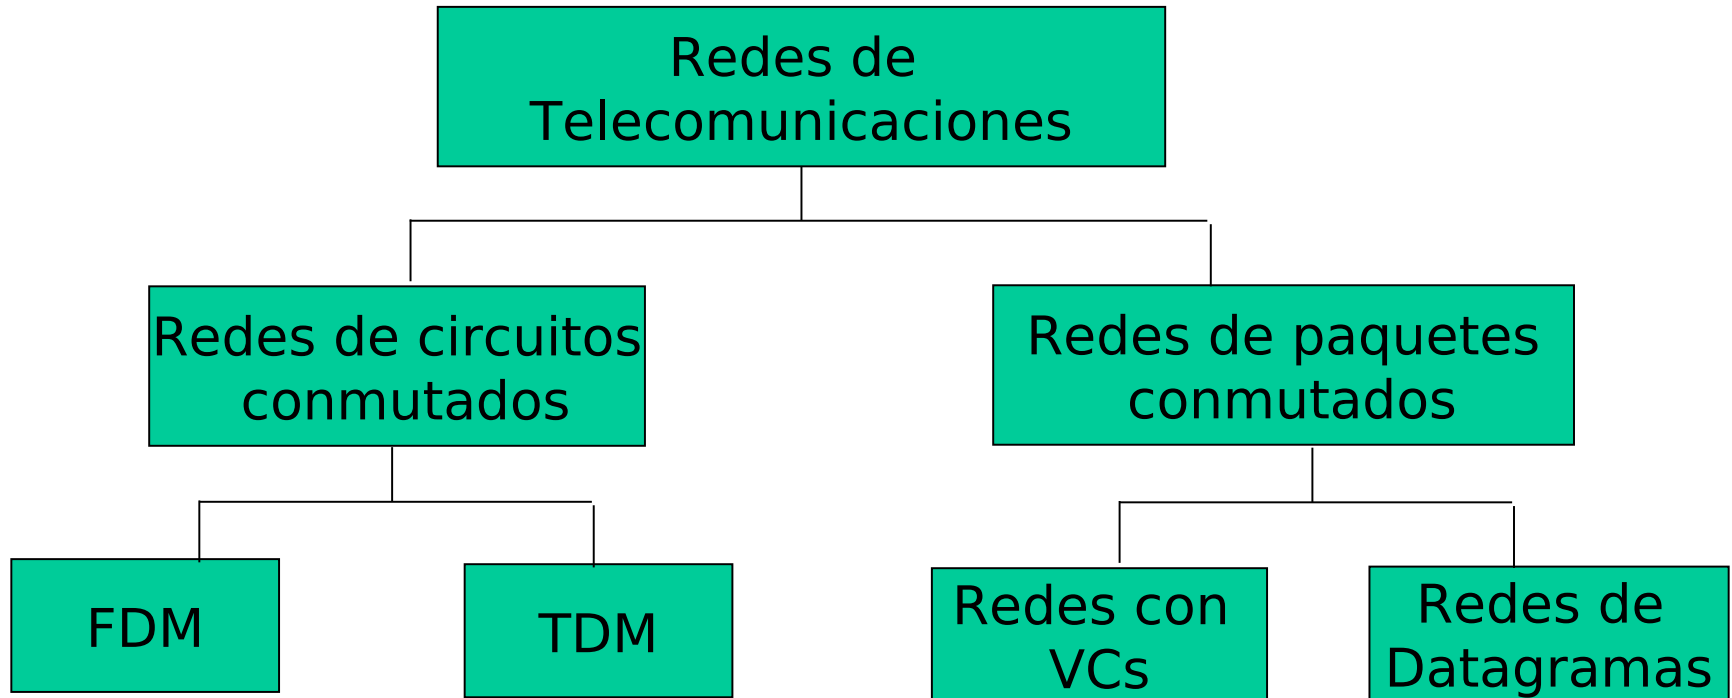 Redes de
Telecomunicaciones
Redes de circuitos
conmutados
Redes de paquetes
conmutados
FDM
TDM
Redes con
VCs
Redes de
Datagramas